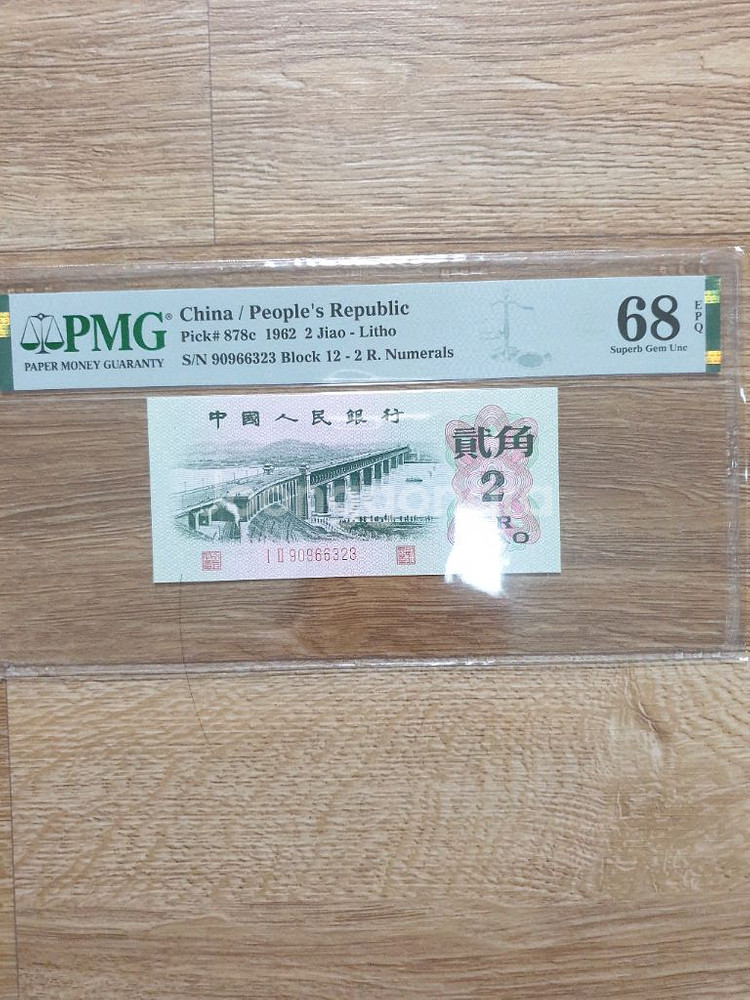 PMG®
PAPER MONEY GUARANTY
China / People's Republic
Pick# 878c 1962 2 Jiao - Litho
S/N 90966323 Block 12 - 2 R. Numerals
68
EPQ
Superb Gem Unc
中國人民銀行
貳角
2
R
O
I II 90966323